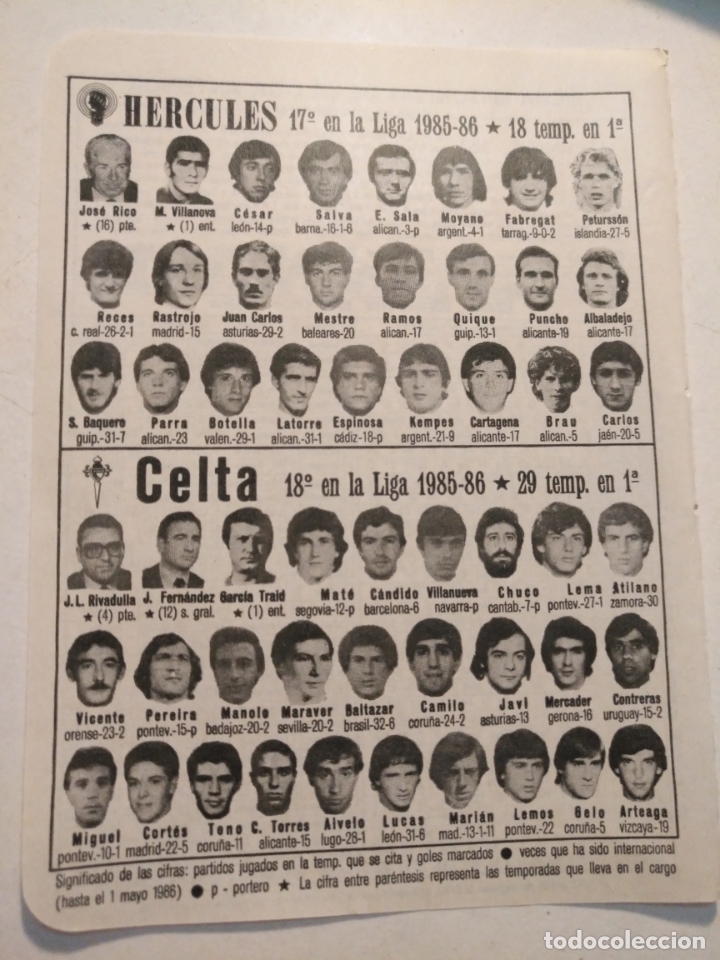 HERCULES 17º en la Liga 1985-86 ★ 18 temp. en 1ª
José Rico M. Villanova César Salva E. Sala Moyano Fabregat Peturssón
★ (16) pte. ★ (1) ent. león-14-p barna.-16-1-6 alican.-3-p argent.-4-1 tarrag.-9-0-2 islandia-27-5
Reces Rastrojo Juan Carlos Mestre Ramos Quique Puncho Albaladejo
c. real-26-2-1 madrid-15 asturias-29-2 baleares-20 alican.-17 guip.-13-1 alicante-19 alicante-17
S. Baquero Parra Botella Latorre Espinosa Kempes Cartagena Brau Carlos
guip.-31-7 alican.-23 valen.-29-1 alican.-31-1 cádiz-18-p argent.-21-9 alicante-17 alican.-5 jaén-20-5
Celta 18º en la Liga 1985-86 ★ 29 temp. en 1ª
J.L. Rivadulla J. Fernández García Traid Maté Cándido Villanueva Chuco Lema Atilano
★ (4) pte. ★ (12) s. gral. ★ (1) ent. segovia-12-p barcelona-6 navarra-p cantab.-7-p pontev.-27-1 zamora-30
Vicente Pereira Manolo Maraver Baltazar Camilo Javi Mercader Contreras
orense-23-2 pontev.-15-p badajoz-20-2 sevilla-20-2 brasil-32-6 coruña-24-2 asturias-13 gerona-16 uruguay-15-2
Miguel Cortés Tono C. Torres Alvelo Lucas Marián Lemos Gelo Arteaga
pontev.-10-1 madrid-22-5 coruña-11 alicante-15 lugo-28-1 león-31-6 mad.-13-1-11 pontev.-22 coruña-5 vizcaya-19
Significado de las cifras: partidos jugados en la temp. que se cita y goles marcados ● veces que ha sido internacional
(hasta el 1 mayo 1986) ● p - portero ★ La cifra entre paréntesis representa las temporadas que lleva en el cargo
todocoleccion